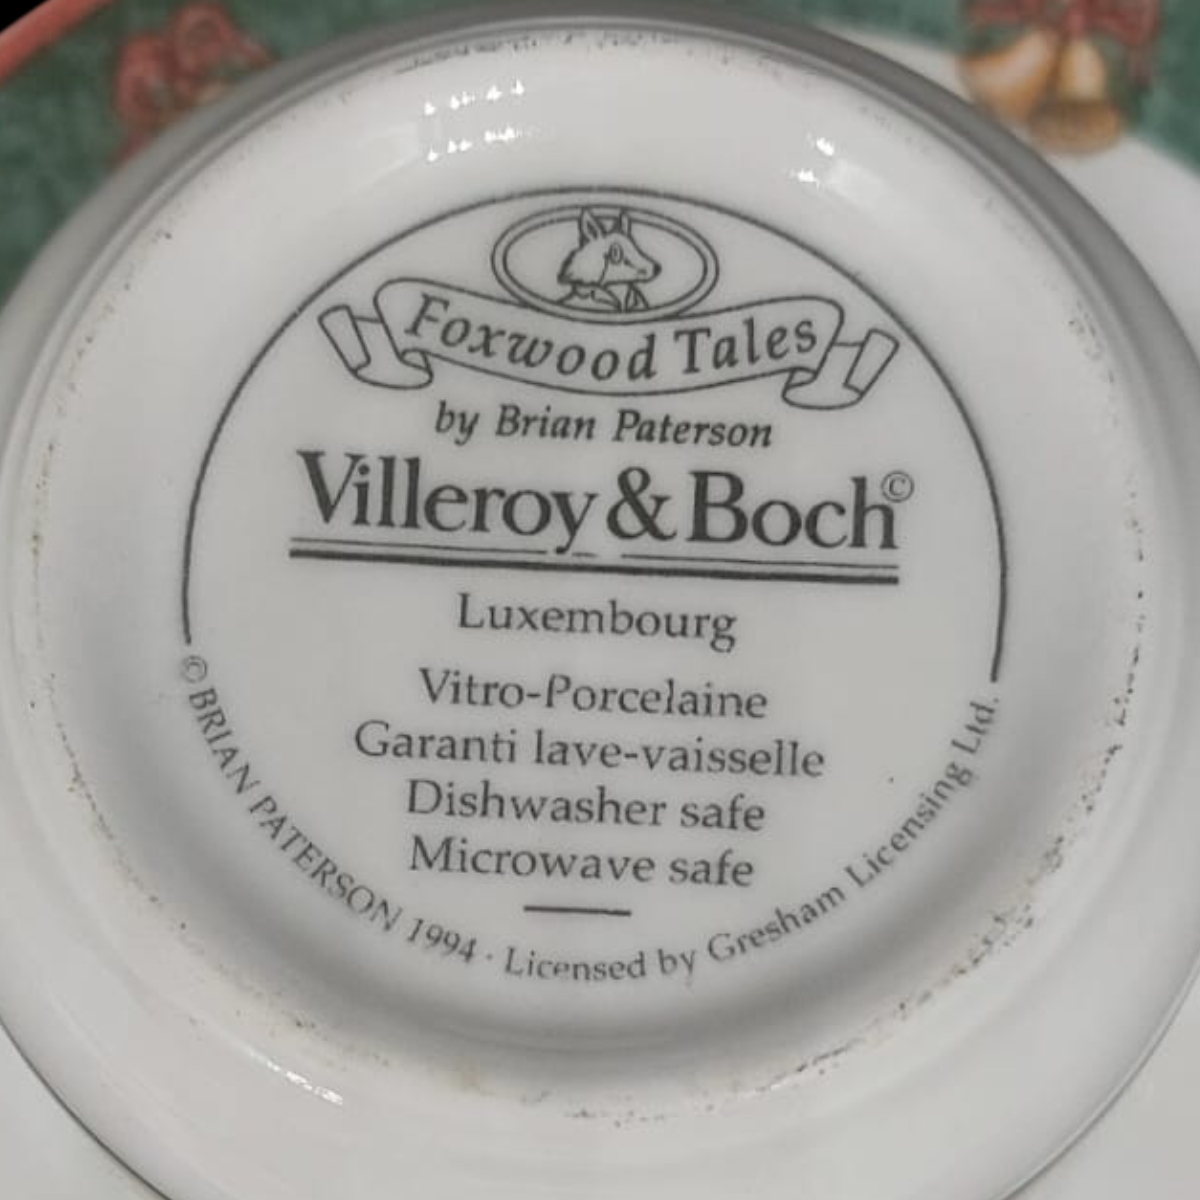 Foxwood Tales
by Brian Paterson
Villeroy & Boch©
Luxembourg
Vitro-Porcelaine
Garanti lave-vaisselle
Dishwasher safe
Microwave safe
© BRIAN PATERSON 1994 · Licensed by Gresham Licensing Ltd.